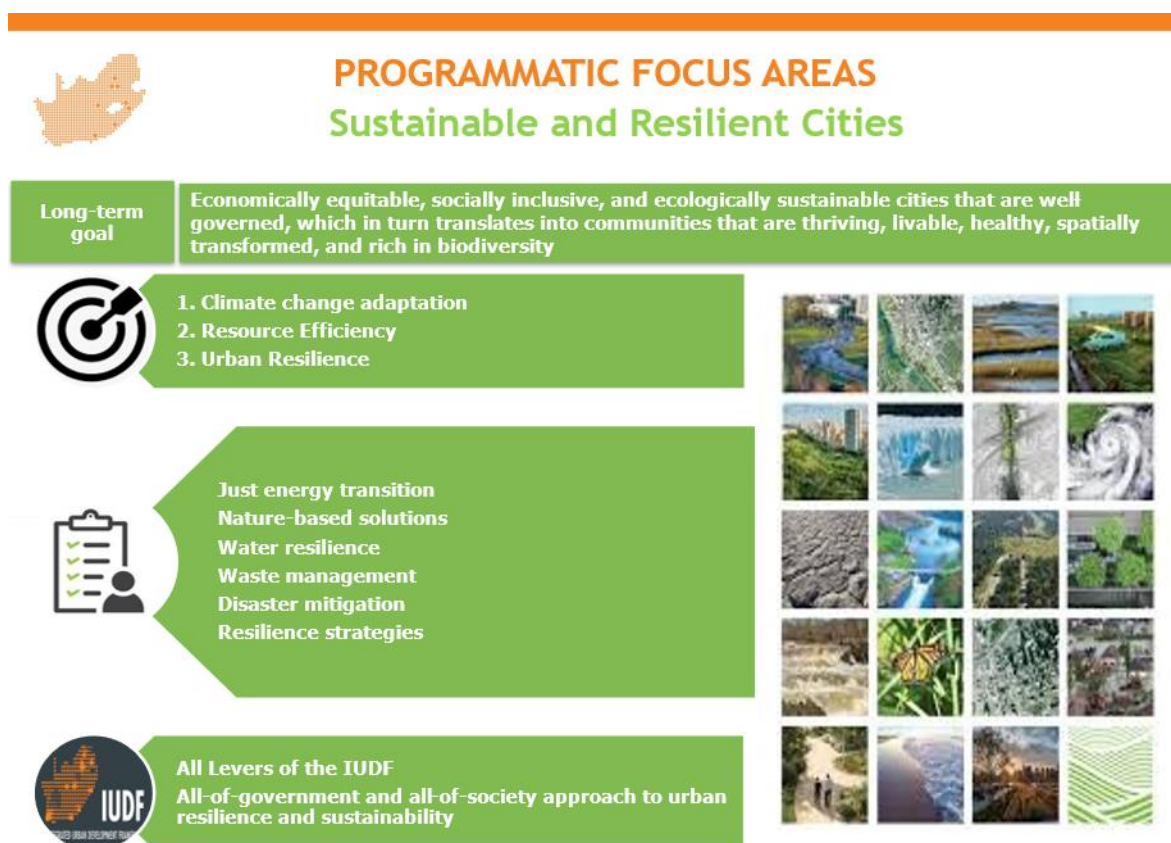 PROGRAMMATIC FOCUS AREAS
Sustainable and Resilient Cities
Long-term
goal
Economically equitable, socially inclusive, and ecologically sustainable cities that are well
governed, which in turn translates into communities that are thriving, livable, healthy, spatially
transformed, and rich in biodiversity
1. Climate change adaptation
2. Resource Efficiency
3. Urban Resilience
Just energy transition
Nature-based solutions
Water resilience
Waste management
Disaster mitigation
Resilience strategies
IUDF
All Levers of the IUDF
All-of-government and all-of-society approach to urban
resilience and sustainability